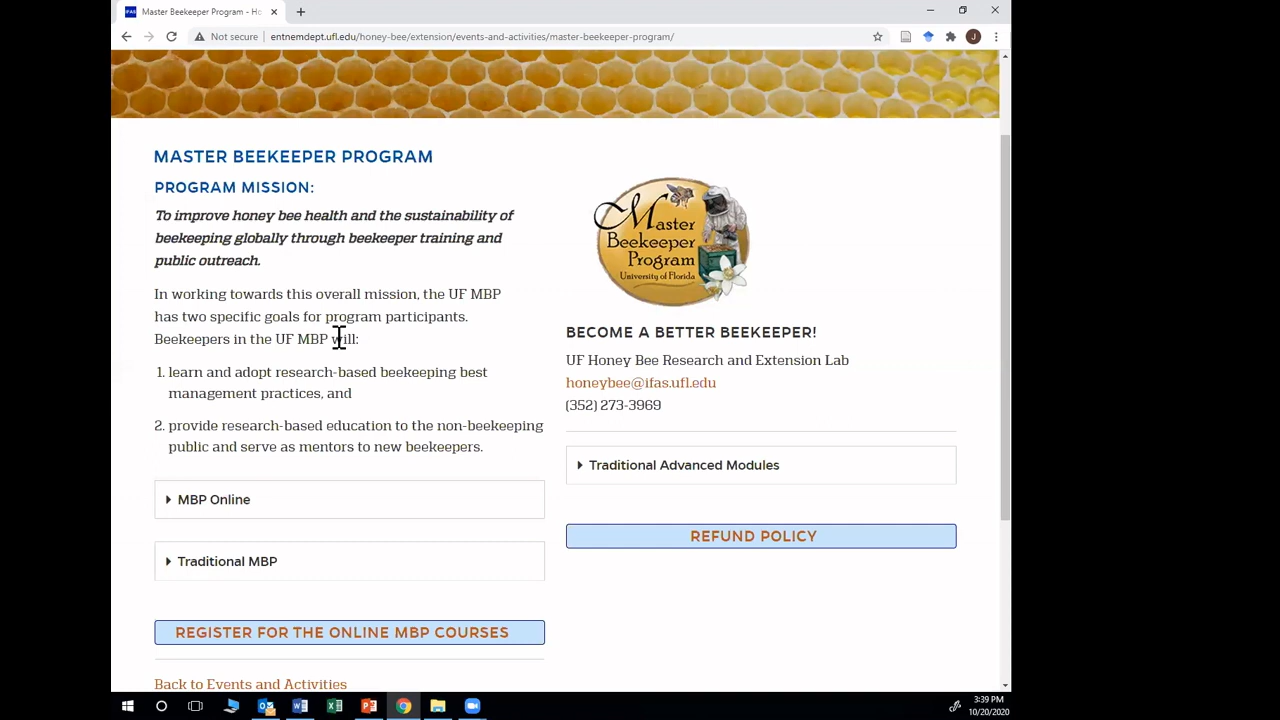 Master Beekeeper Program - Ho
Not secure
entnemdept.ufl.edu/honey-bee/extension/events-and-activities/master-beekeeper-program/
J
MASTER BEEKEEPER PROGRAM
PROGRAM MISSION:
To improve honey bee health and the sustainability of
beekeeping globally through beekeeper training and
public outreach.
In working towards this overall mission, the UF MBP
has two specific goals for program participants.
Beekeepers in the UF MBP will:
1. learn and adopt research-based beekeeping best
management practices, and
2. provide research-based education to the non-beekeeping
public and serve as mentors to new beekeepers.
MBP Online
Traditional MBP
REGISTER FOR THE ONLINE MBP COURSES
Back to Events and Activities
Master
Beekeeper
Program
University of Florida
BECOME A BETTER BEEKEEPER!
UF Honey Bee Research and Extension Lab
honeybee@ifas.ufl.edu
(352) 273-3969
Traditional Advanced Modules
REFUND POLICY
3:39 PM
10/20/2020